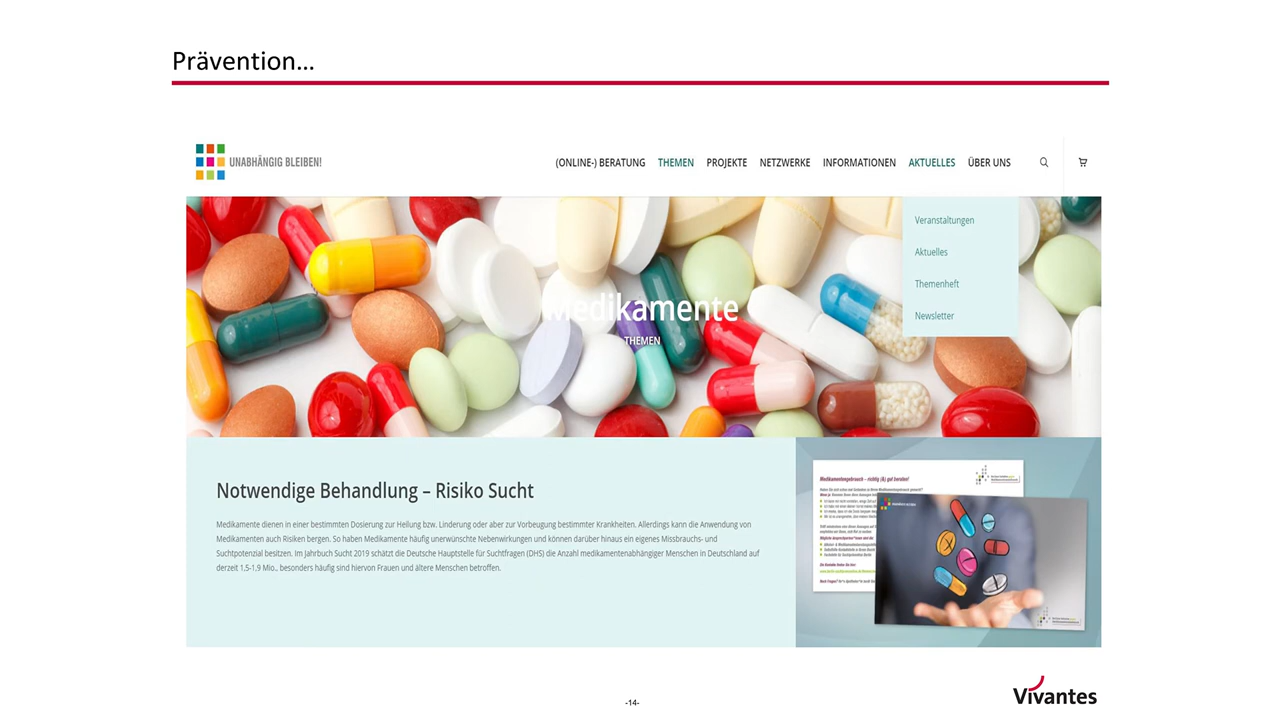 Prävention...
UNABHÄNGIG BLEIBEN!
(ONLINE-) BERATUNG THEMEN PROJEKTE NETZWERKE INFORMATIONEN AKTUELLES ÜBER UNS
Veranstaltungen
Aktuelles
Themenheft
Newsletter
Medikamente
THEMEN
Notwendige Behandlung – Risiko Sucht
Medikamente dienen in einer bestimmten Dosierung zur Heilung bzw. Linderung oder aber zur Vorbeugung bestimmter Krankheiten. Allerdings kann die Anwendung von
Medikamenten auch Risiken bergen. So haben Medikamente häufig unerwünschte Nebenwirkungen und können darüber hinaus ein eigenes Missbrauchs- und
Suchtpotenzial besitzen. Im Jahrbuch Sucht 2019 schätzt die Deutsche Hauptstelle für Suchtfragen (DHS) die Anzahl medikamentenabhängiger Menschen in Deutschland auf
derzeit 1,5-1,9 Mio., besonders häufig sind hiervon Frauen und ältere Menschen betroffen.
Medikamentengebrauch – richtig (&) gut beraten!
-14-
Vivantes